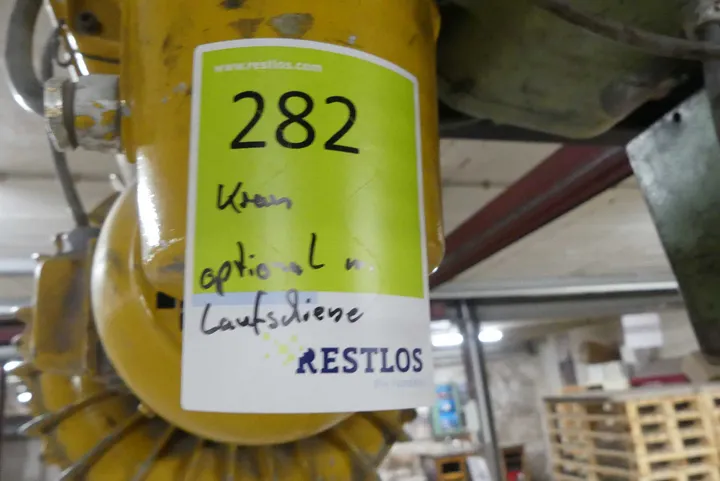 www.restlos.com
282
Kran
optional m
Laufschiene
RESTLOS